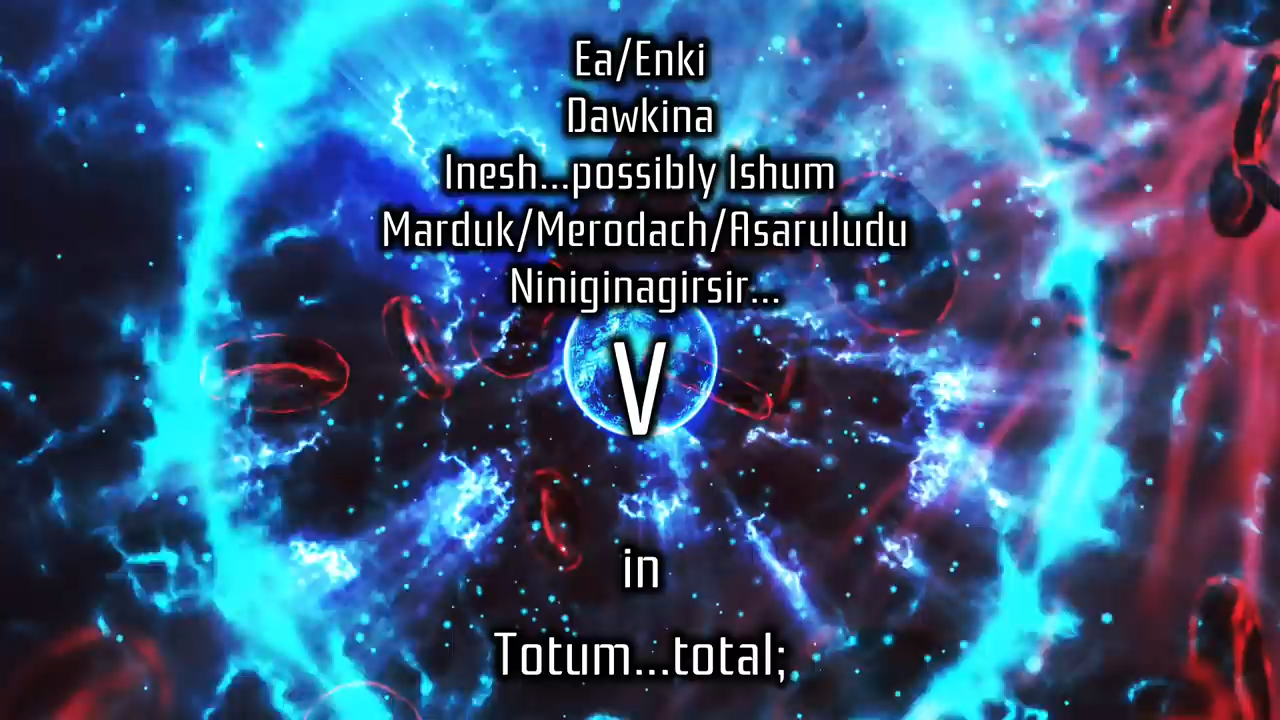 Ea/Enki
Dawkina
Inesh...possibly Ishum
Marduk/Merodach/Asaruludu
Niniginagirsir...
V
in
Totum...total;